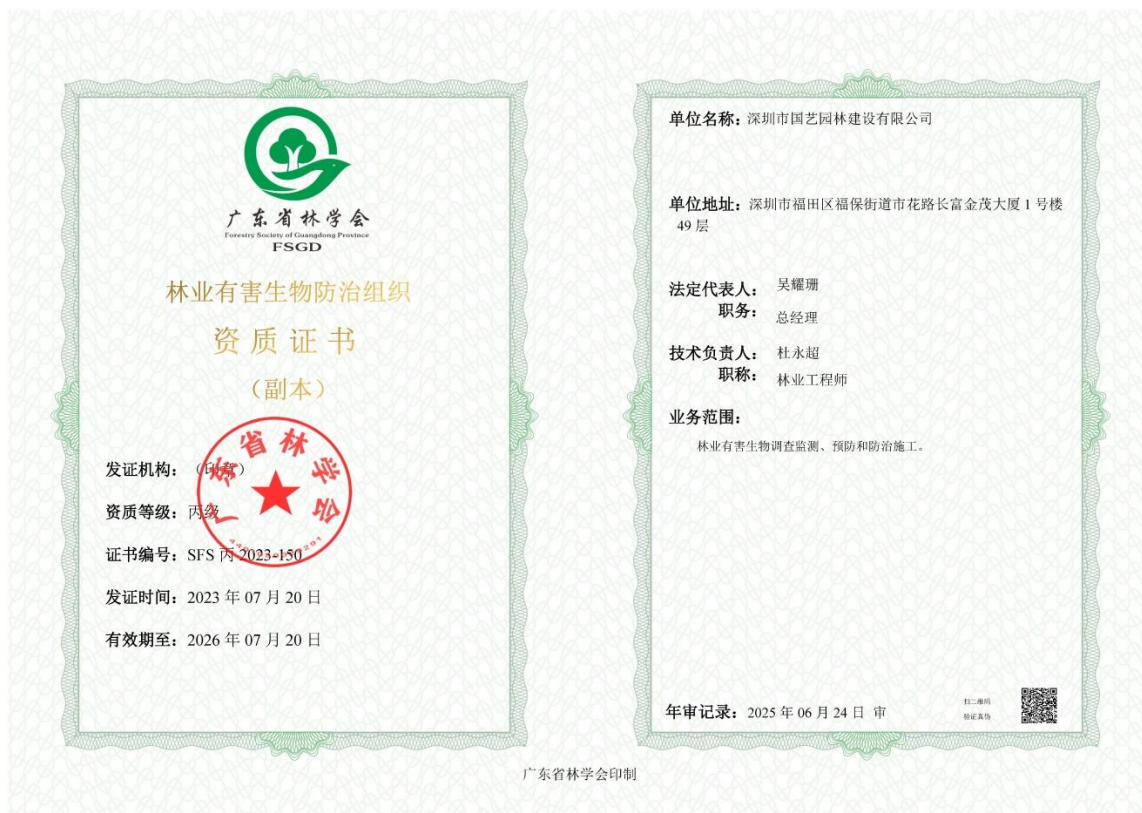 广东省林学会
Forestry Society of Guangdong Province
FSGD
林业有害生物防治组织
资质证书
(副本)
广东省林学会
发证机构:(印章)
资质等级:丙级
证书编号:SFS 丙 2023-150
发证时间:2023 年 07 月 20 日
有效期至:2026 年 07 月 20 日
单位名称:深圳市国艺园林建设有限公司
单位地址:深圳市福田区福保街道市花路长富金茂大厦 1 号楼
49 层
法定代表人:吴耀珊
职务:总经理
技术负责人:杜永超
职称:林业工程师
业务范围:
林业有害生物调查监测、预防和防治施工。
年审记录:2025 年 06 月 24 日 审
扫二维码
验证真伪
广东省林学会印制